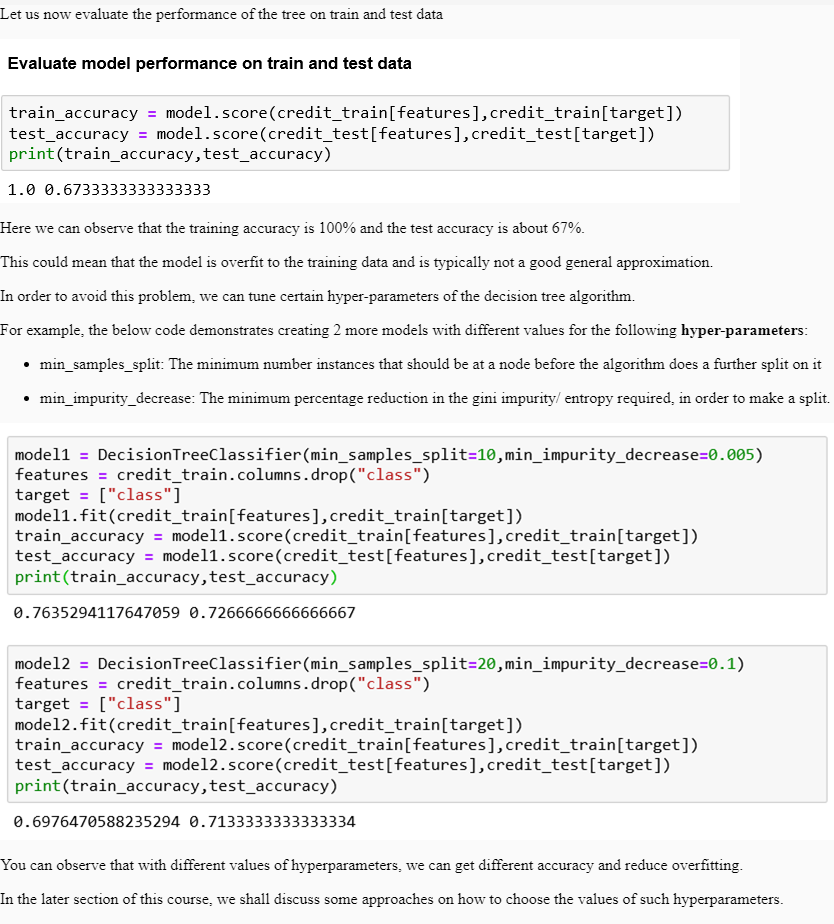 Let us now evaluate the performance of the tree on train and test data
Evaluate model performance on train and test data
train_accuracy = model.score(credit_train[features],credit_train[target])
test_accuracy = model.score(credit_test[features],credit_test[target])
print(train_accuracy,test_accuracy)
1.0 0.6733333333333333
Here we can observe that the training accuracy is 100% and the test accuracy is about 67%.
This could mean that the model is overfit to the training data and is typically not a good general approximation.
In order to avoid this problem, we can tune certain hyper-parameters of the decision tree algorithm.
For example, the below code demonstrates creating 2 more models with different values for the following hyper-parameters:
• min_samples_split: The minimum number instances that should be at a node before the algorithm does a further split on it
• min_impurity_decrease: The minimum percentage reduction in the gini impurity/ entropy required, in order to make a split.
model1 = DecisionTreeClassifier(min_samples_split=10,min_impurity_decrease=0.005)
features = credit_train.columns.drop("class")
target = ["class"]
model1.fit(credit_train[features],credit_train[target])
train_accuracy = model1.score(credit_train[features],credit_train[target])
test_accuracy = model1.score(credit_test[features],credit_test[target])
print(train_accuracy,test_accuracy)
0.7635294117647059 0.7266666666666667
model2 = DecisionTreeClassifier(min_samples_split=20,min_impurity_decrease=0.1)
features = credit_train.columns.drop("class")
target = ["class"]
model2.fit(credit_train[features],credit_train[target])
train_accuracy = model2.score(credit_train[features],credit_train[target])
test_accuracy = model2.score(credit_test[features],credit_test[target])
print(train_accuracy,test_accuracy)
0.6976470588235294 0.7133333333333334
You can observe that with different values of hyperparameters, we can get different accuracy and reduce overfitting.
In the later section of this course, we shall discuss some approaches on how to choose the values of such hyperparameters.